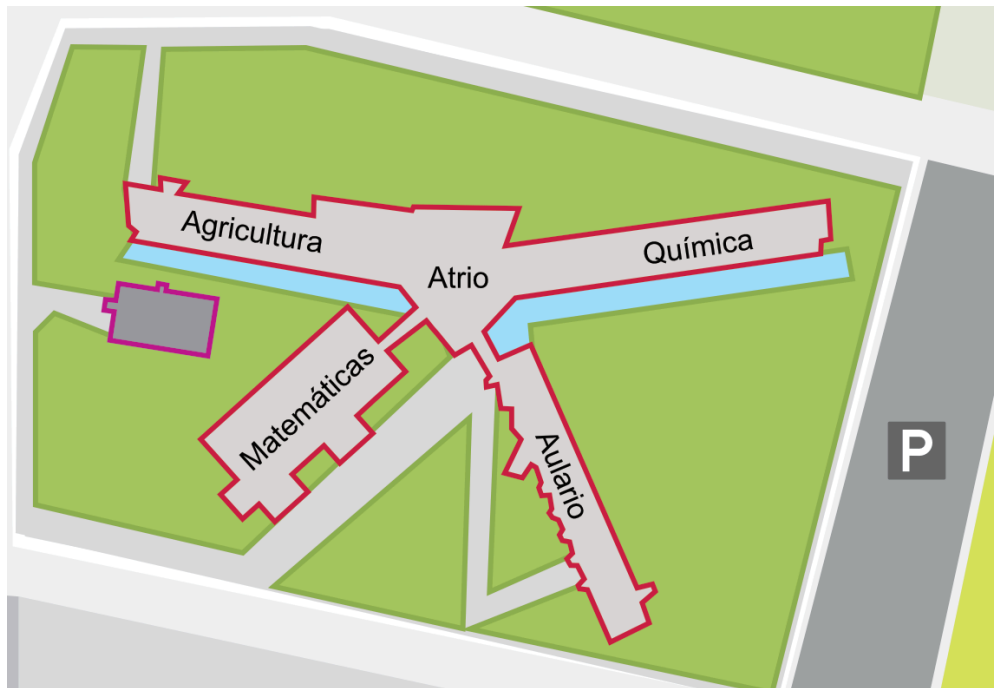 Agricultura
Química
Atrio
Matemáticas
Aulario
P